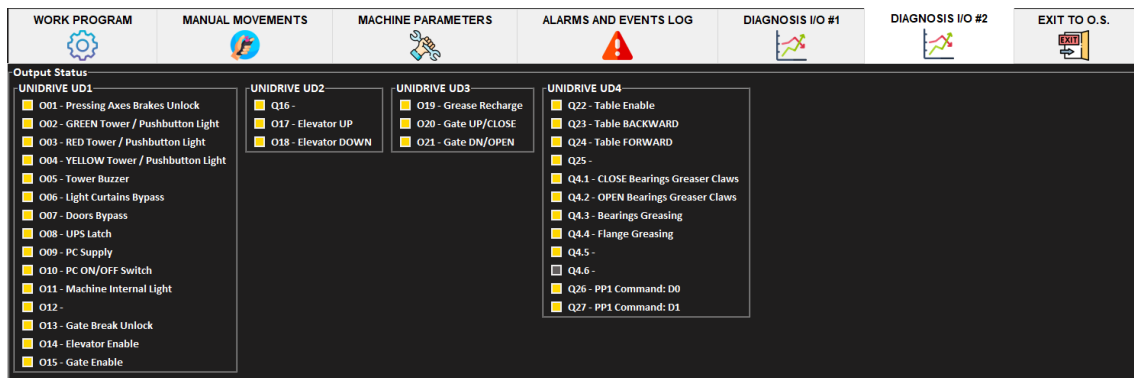 WORK PROGRAM
MANUAL MOVEMENTS
MACHINE PARAMETERS
ALARMS AND EVENTS LOG
DIAGNOSIS I/O #1
DIAGNOSIS I/O #2
EXIT TO O.S.
EXIT
Output Status
UNIDRIVE UD1
O01 - Pressing Axes Brakes Unlock
O02 - GREEN Tower / Pushbutton Light
O03 - RED Tower / Pushbutton Light
O04 - YELLOW Tower / Pushbutton Light
O05 - Tower Buzzer
O06 - Light Curtains Bypass
O07 - Doors Bypass
O08 - UPS Latch
O09 - PC Supply
O10 - PC ON/OFF Switch
O11 - Machine Internal Light
O12 -
O13 - Gate Break Unlock
O14 - Elevator Enable
O15 - Gate Enable
UNIDRIVE UD2
Q16 -
O17 - Elevator UP
O18 - Elevator DOWN
UNIDRIVE UD3
O19 - Grease Recharge
O20 - Gate UP/CLOSE
O21 - Gate DN/OPEN
UNIDRIVE UD4
Q22 - Table Enable
Q23 - Table BACKWARD
Q24 - Table FORWARD
Q25 -
Q4.1 - CLOSE Bearings Greaser Claws
Q4.2 - OPEN Bearings Greaser Claws
Q4.3 - Bearings Greasing
Q4.4 - Flange Greasing
Q4.5 -
Q4.6 -
Q26 - PP1 Command: D0
Q27 - PP1 Command: D1